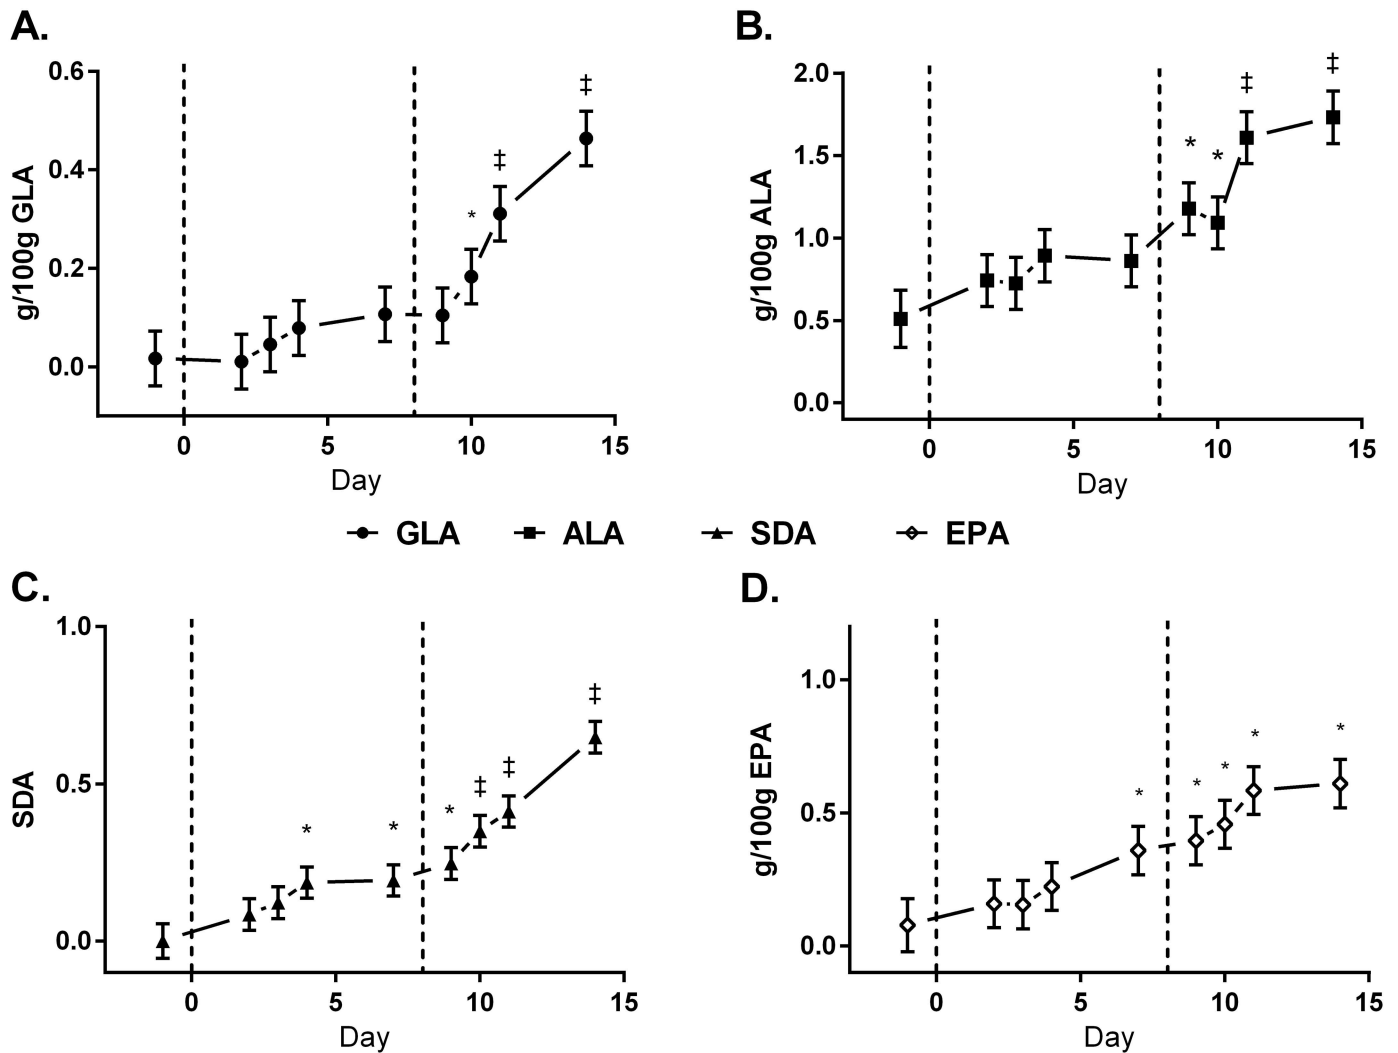 A.
0.6
0.4
0.2
0.0
g/100g GLA
* ‡ ‡
0 5 10 15
Day
B.
2.0
1.5
1.0
0.5
0.0
g/100g ALA
* * ‡ ‡
0 5 10 15
Day
GLA ALA SDA EPA
C.
1.0
0.5
0.0
SDA
* * * ‡ ‡ ‡
0 5 10 15
Day
D.
1.0
0.5
0.0
g/100g EPA
* * * * *
0 5 10 15
Day